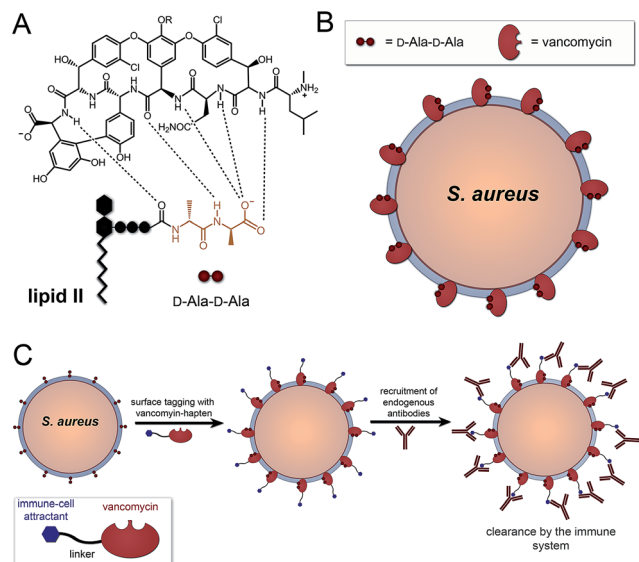 A
OR
Cl
O
O
HO
Cl
OH
O
H
N
O
N
H
H
N
O
N
H
O
H
N
O
N
H
O
NH2
+
HN
O
O
−O
H2NOC
OH
HO
OH
O
N
H
O
H
N
O−
O
lipid II
D-Ala-D-Ala
B
= D-Ala-D-Ala
= vancomycin
S. aureus
C
S. aureus
surface tagging with
vancomyin-hapten
recruitment of
endogenous
antibodies
immune-cell
attractant
vancomycin
linker
clearance by the immune
system